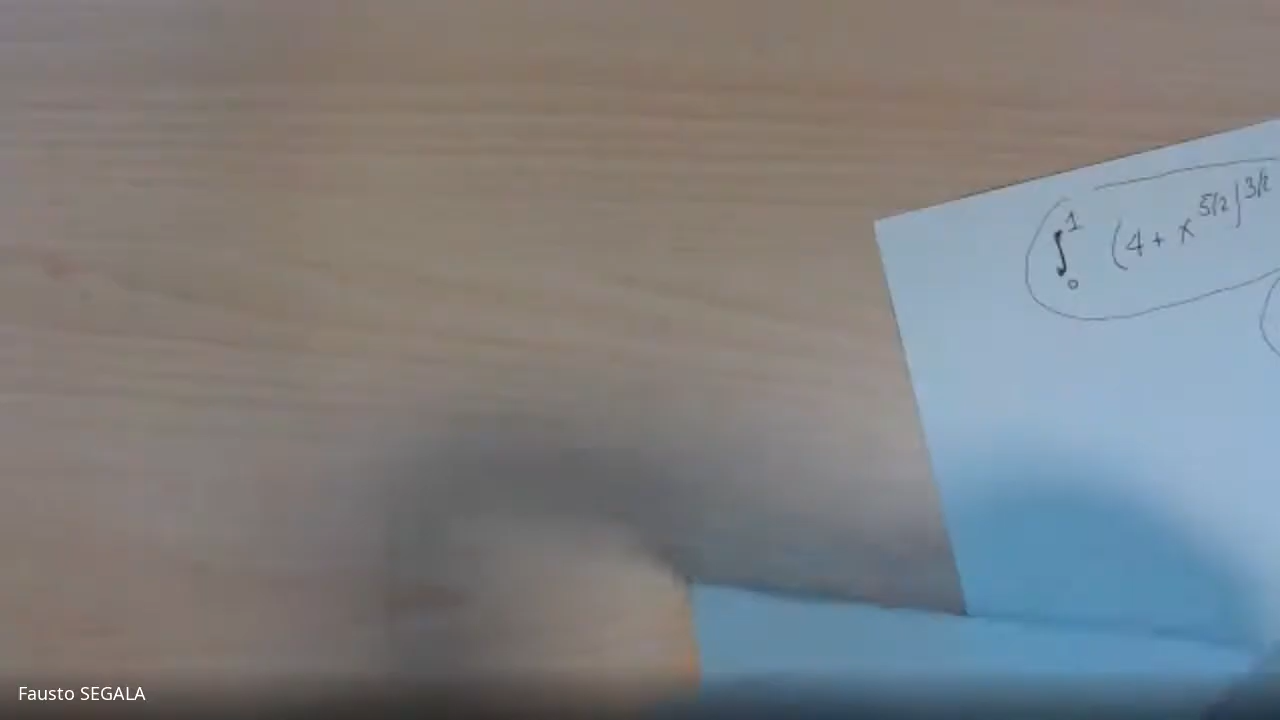 ∫₀¹ (4 + x^{5/2})^{3/2}
Fausto SEGALA